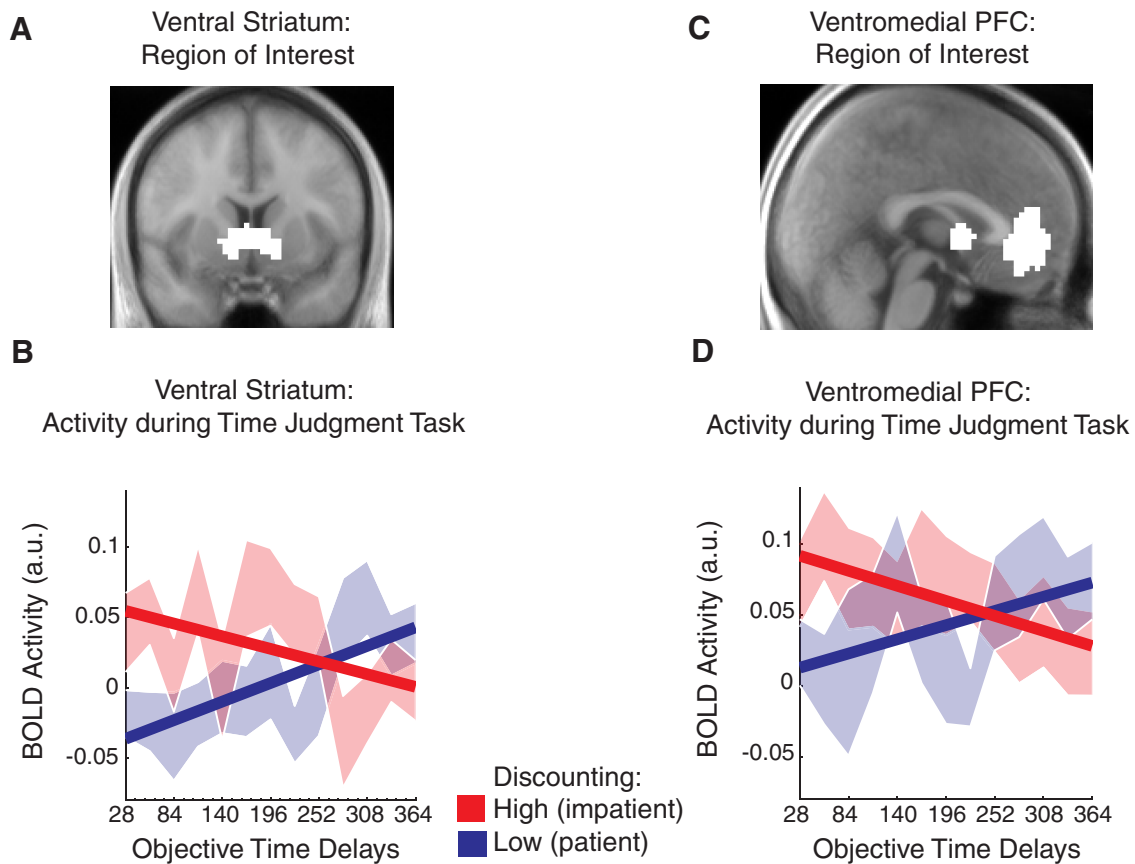 A
Ventral Striatum:
Region of Interest
B
Ventral Striatum:
Activity during Time Judgment Task
BOLD Activity (a.u.)
0.1
0.05
0
-0.05
28 84 140 196 252 308 364
Objective Time Delays
Discounting:
High (impatient)
Low (patient)
C
Ventromedial PFC:
Region of Interest
D
Ventromedial PFC:
Activity during Time Judgment Task
BOLD Activity (a.u.)
0.1
0.05
0
-0.05
28 84 140 196 252 308 364
Objective Time Delays